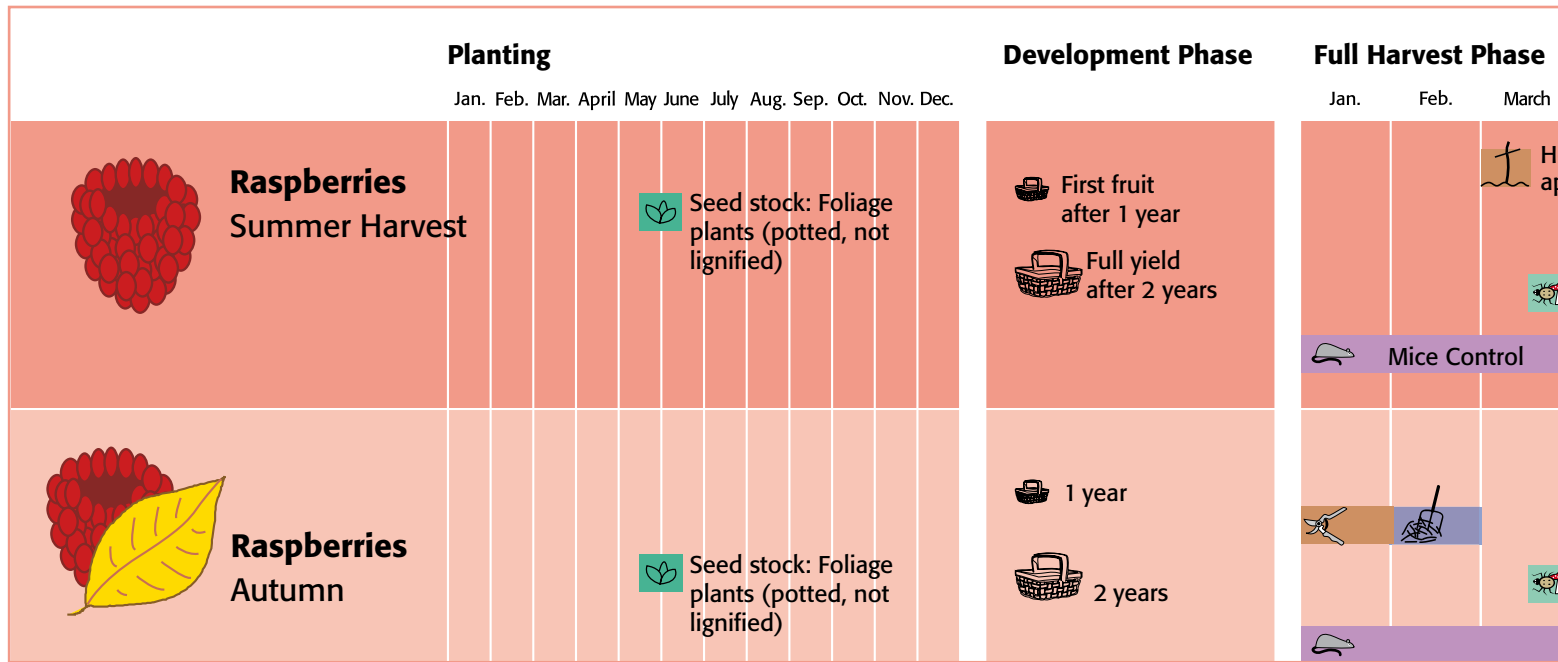 Planting
Development Phase
Full Harvest Phase
Jan. Feb. Mar. April May June July Aug. Sep. Oct. Nov. Dec.
Jan. Feb. March
Raspberries
Summer Harvest
Seed stock: Foliage
plants (potted, not
lignified)
First fruit
after 1 year
Full yield
after 2 years
Mice Control
Raspberries
Autumn
Seed stock: Foliage
plants (potted, not
lignified)
1 year
2 years